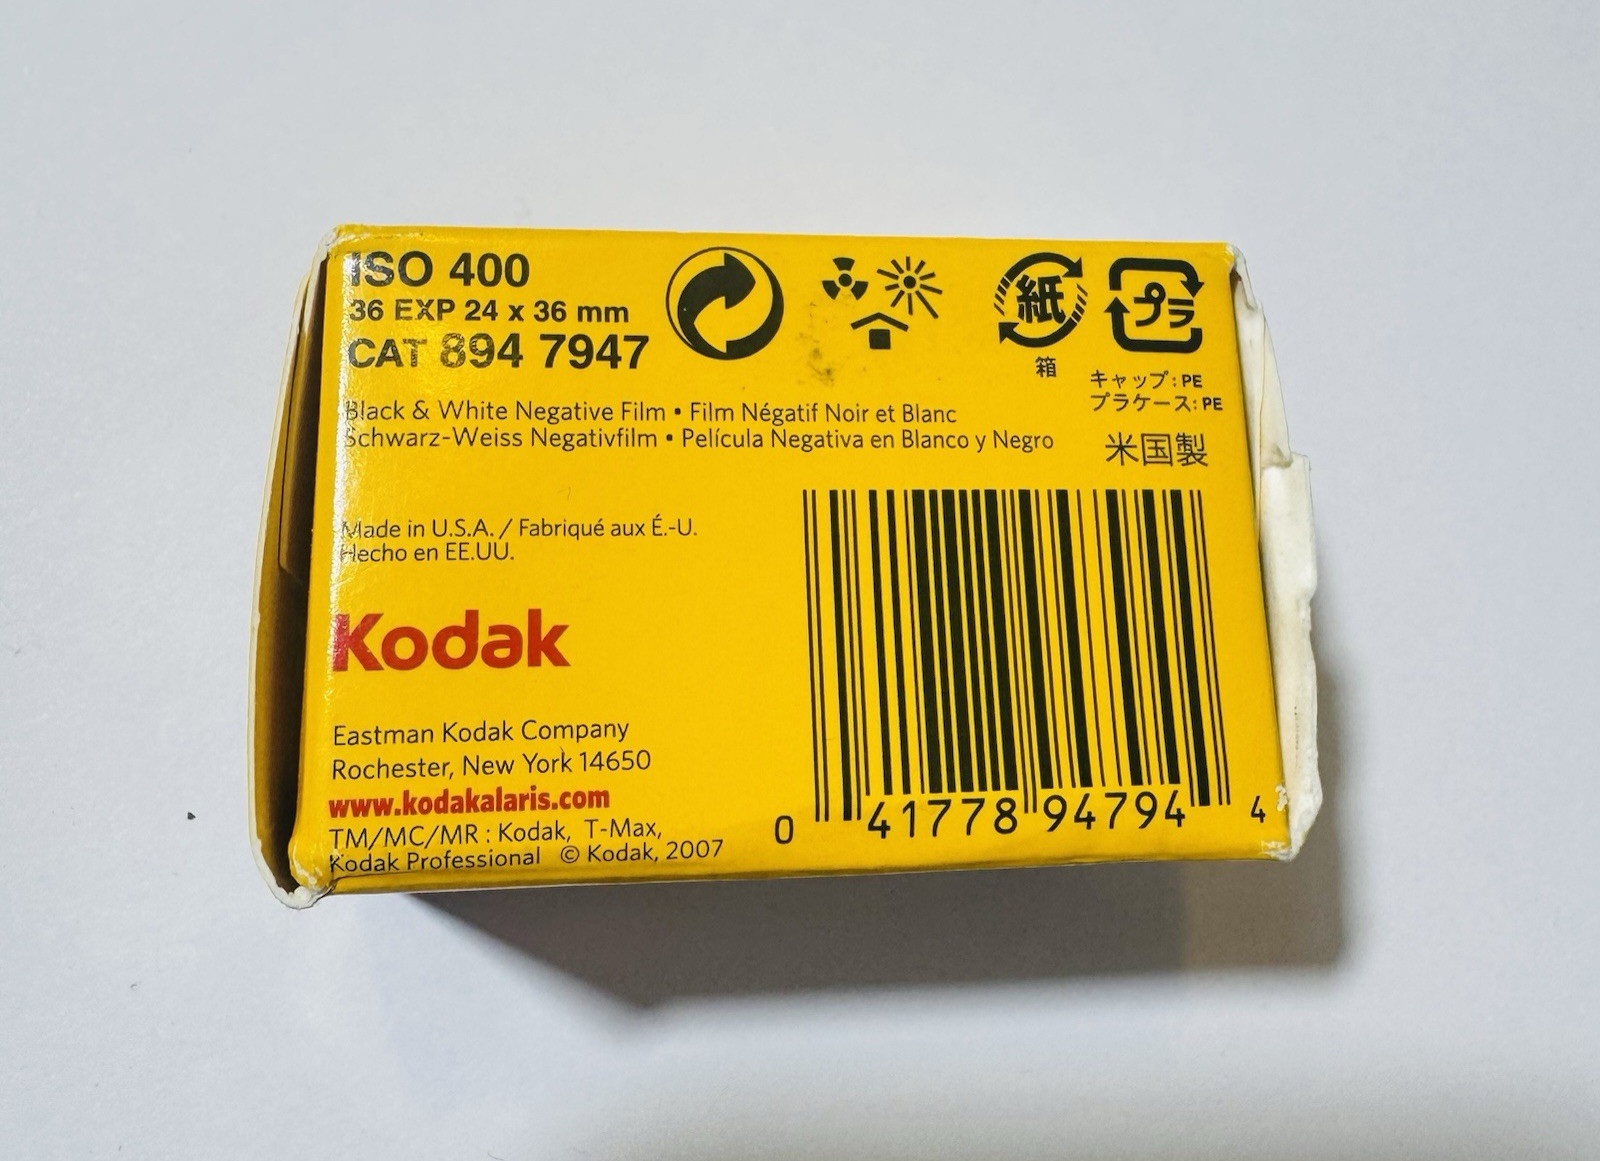 ISO 400
36 EXP 24 x 36 mm
CAT 894 7947
紙
箱
プラ
キャップ: PE
プラケース: PE
Black & White Negative Film • Film Négatif Noir et Blanc
Schwarz-Weiss Negativfilm • Película Negativa en Blanco y Negro
米国製
Made in U.S.A. / Fabriqué aux É.-U.
Hecho en EE.UU.
Kodak
Eastman Kodak Company
Rochester, New York 14650
www.kodakalaris.com
TM/MC/MR : Kodak, T-Max,
Kodak Professional © Kodak, 2007
0 41778 94794 4